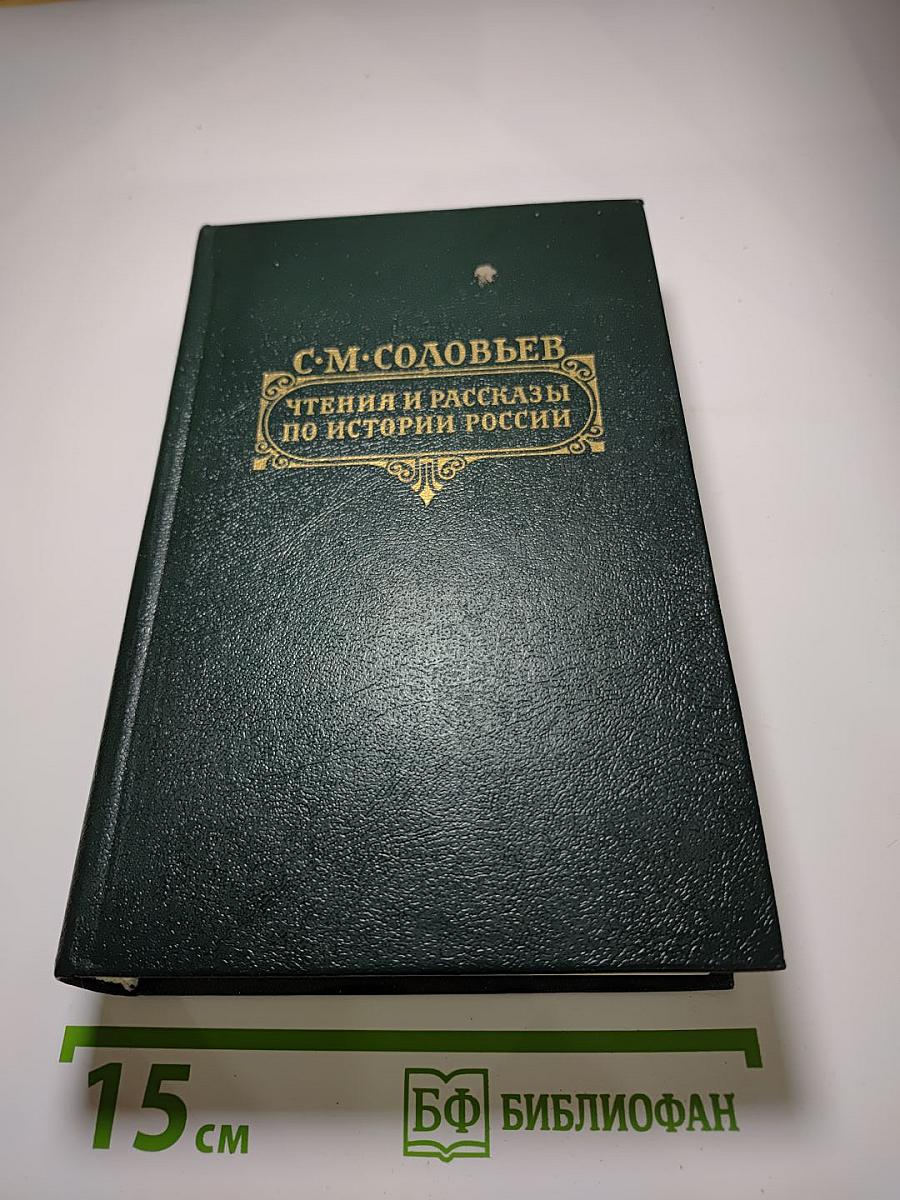 С·М·СОЛОВЬЕВ
ЧТЕНИЯ И РАССКАЗЫ
ПО ИСТОРИИ РОССИИ
15 см
БФ БИБЛИОФАН